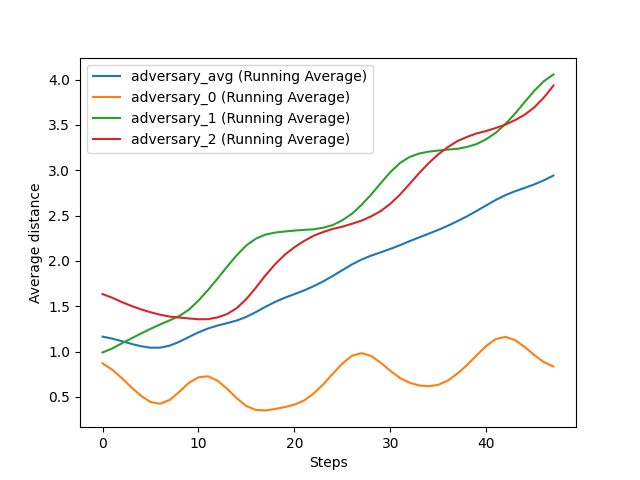 adversary_avg (Running Average)
adversary_0 (Running Average)
adversary_1 (Running Average)
adversary_2 (Running Average)
4.0
3.5
3.0
2.5
2.0
1.5
1.0
0.5
Average distance
0 10 20 30 40
Steps